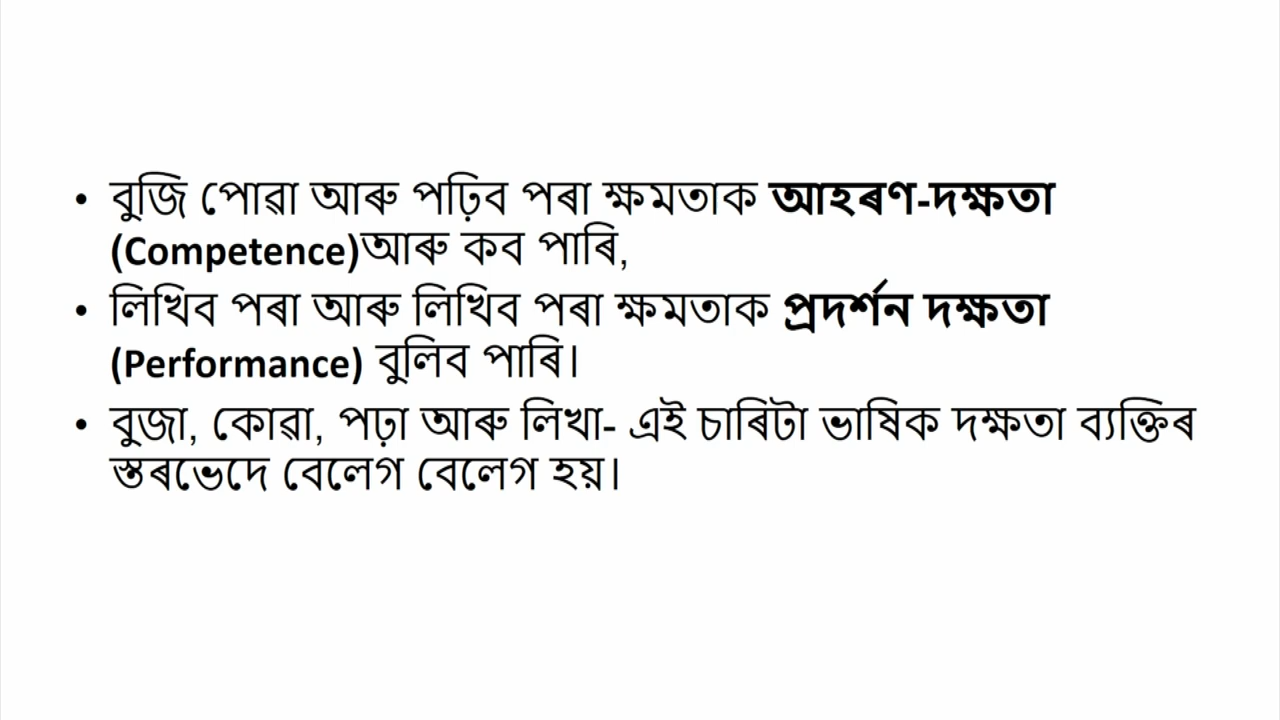 • বুজি পোৱা আৰু পঢ়িব পৰা ক্ষমতাক আহৰণ-দক্ষতা
(Competence)আৰু কব পাৰি,
• লিখিব পৰা আৰু লিখিব পৰা ক্ষমতাক প্ৰদৰ্শন দক্ষতা
(Performance) বুলিব পাৰি।
• বুজা, কোৱা, পঢ়া আৰু লিখা- এই চাৰিটা ভাষিক দক্ষতা ব্যক্তিৰ
স্তৰভেদে বেলেগ বেলেগ হয়।